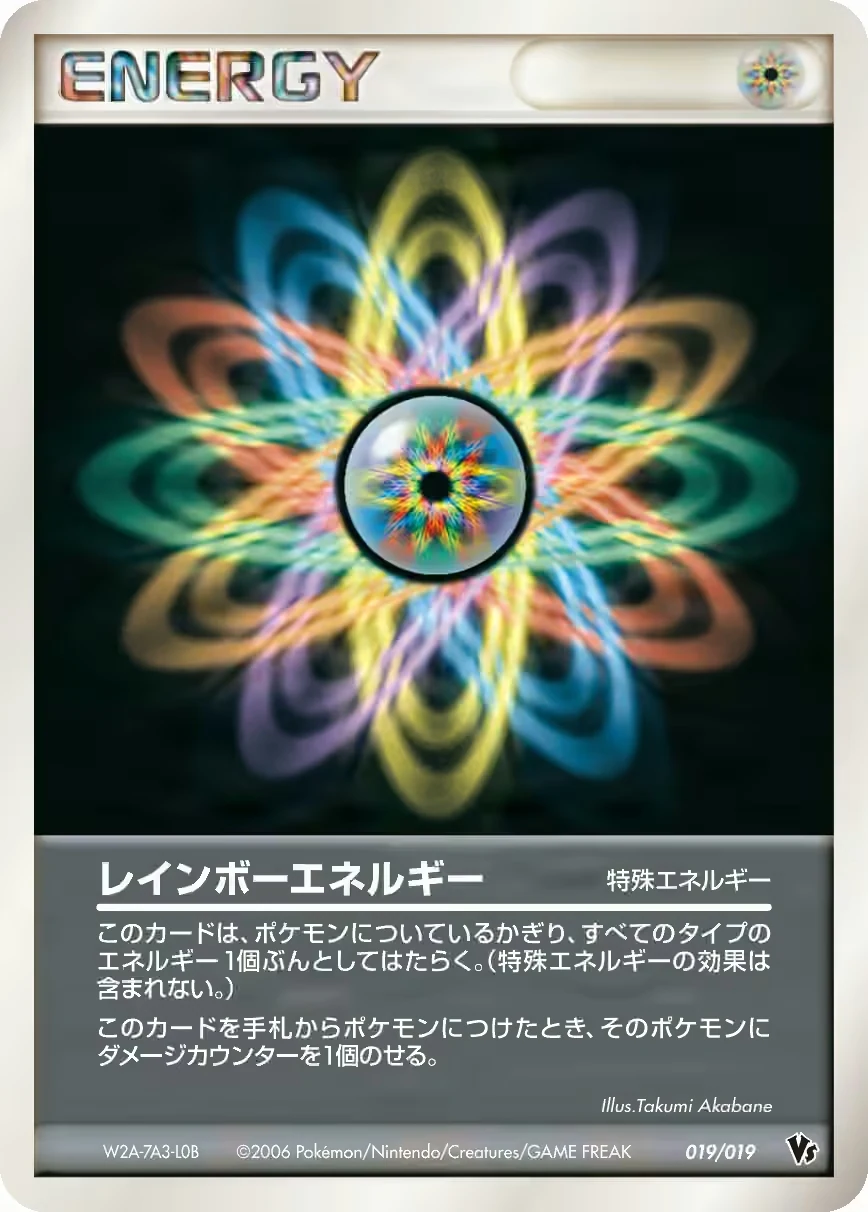 ENERGY
レインボーエネルギー 特殊エネルギー
このカードは、ポケモンについているかぎり、すべてのタイプの
エネルギー1個ぶんとしてはたらく。(特殊エネルギーの効果は
含まれない。)
このカードを手札からポケモンにつけたとき、そのポケモンに
ダメージカウンターを1個のせる。
Illus.Takumi Akabane
W2A-7A3-L0B ©2006 Pokémon/Nintendo/Creatures/GAME FREAK 019/019 Vs